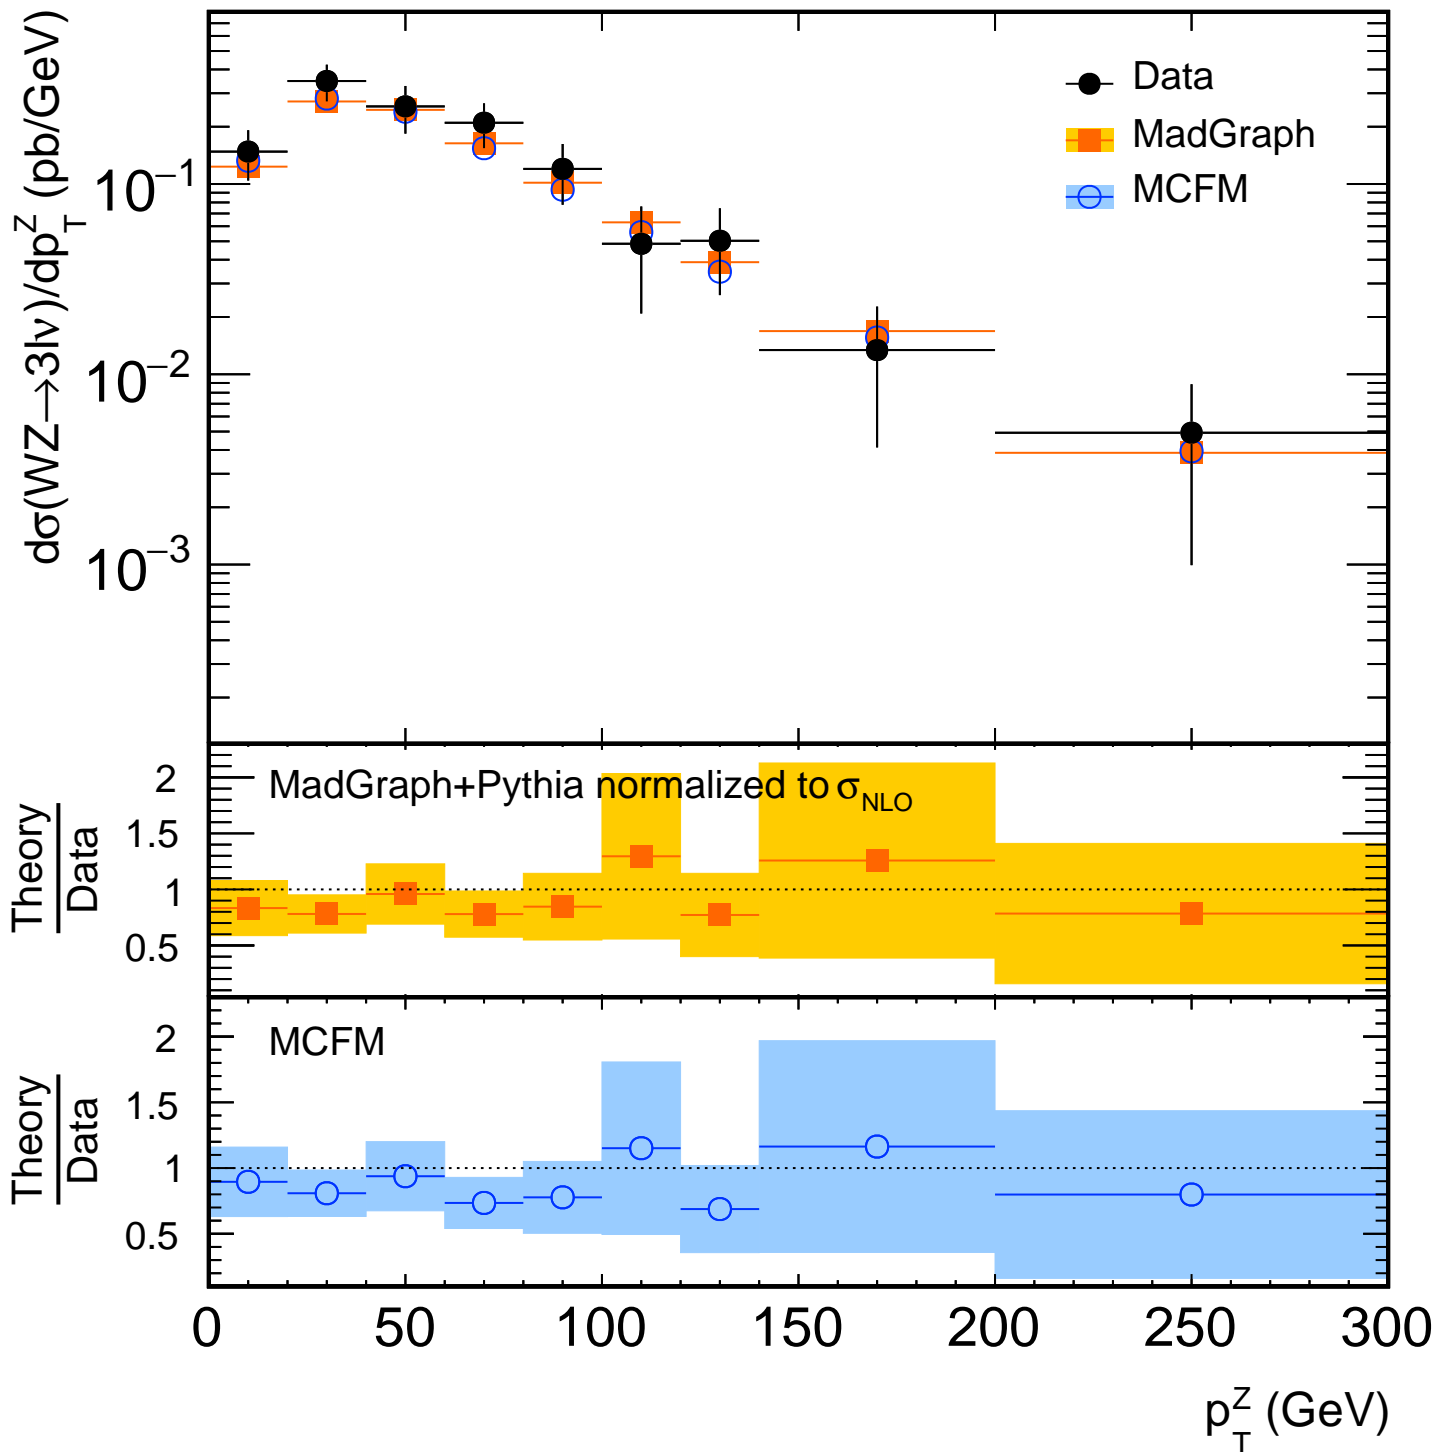 dσ(WZ→3lν)/dp_T^Z (pb/GeV)
10^−1
10^−2
10^−3
Data
MadGraph
MCFM
Theory
Data
2
1.5
1
0.5
MadGraph+Pythia normalized to σ_NLO
Theory
Data
2
1.5
1
0.5
MCFM
0 50 100 150 200 250 300
p_T^Z (GeV)